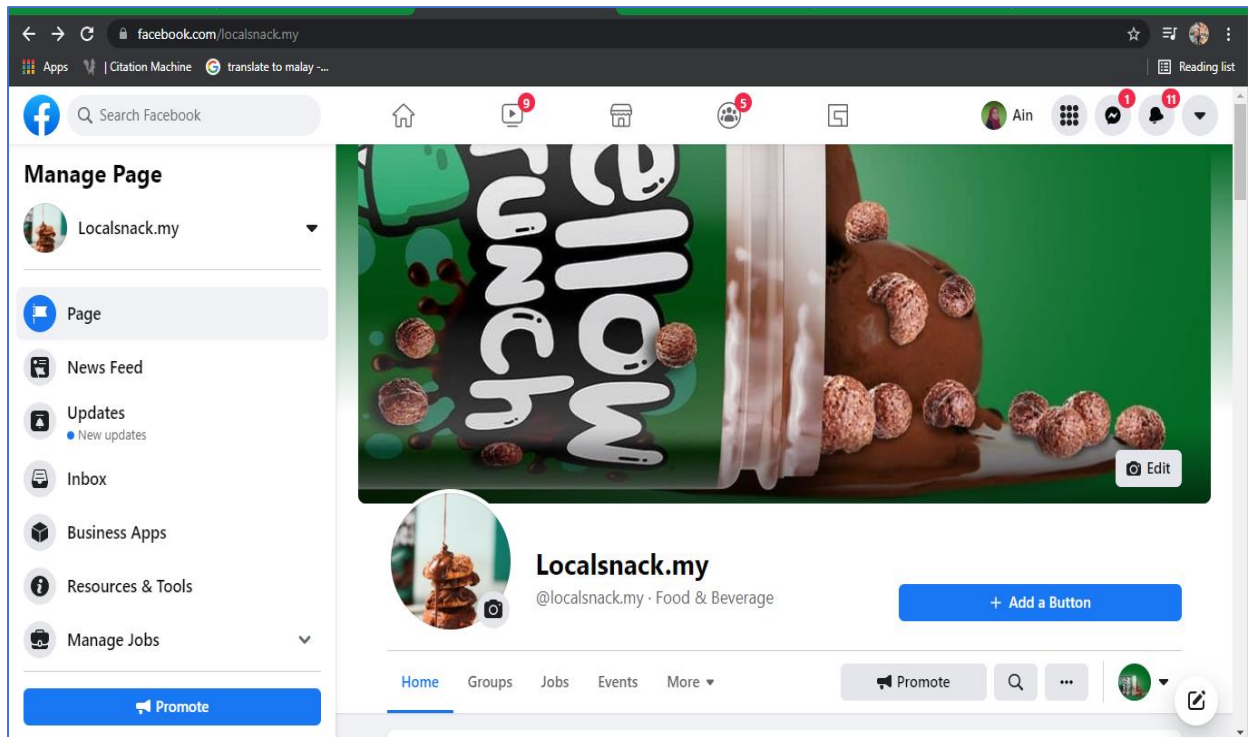 facebook.com/localsnack.my
Apps | Citation Machine translate to malay -... Reading list
Search Facebook 9 5 Ain 1 11
Manage Page
Localsnack.my
Page
News Feed
Updates
New updates
Inbox
Business Apps
Resources & Tools
Manage Jobs
Promote
ellow
runch
Edit
Localsnack.my
@localsnack.my · Food & Beverage
+ Add a Button
Home Groups Jobs Events More Promote